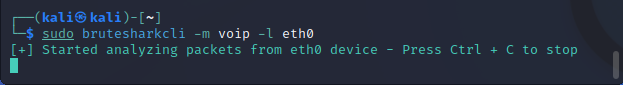 ┌──(kali㉿kali)-[~]
└─$ sudo brutesharkcli -m voip -l eth0
[+] Started analyzing packets from eth0 device - Press Ctrl + C to stop